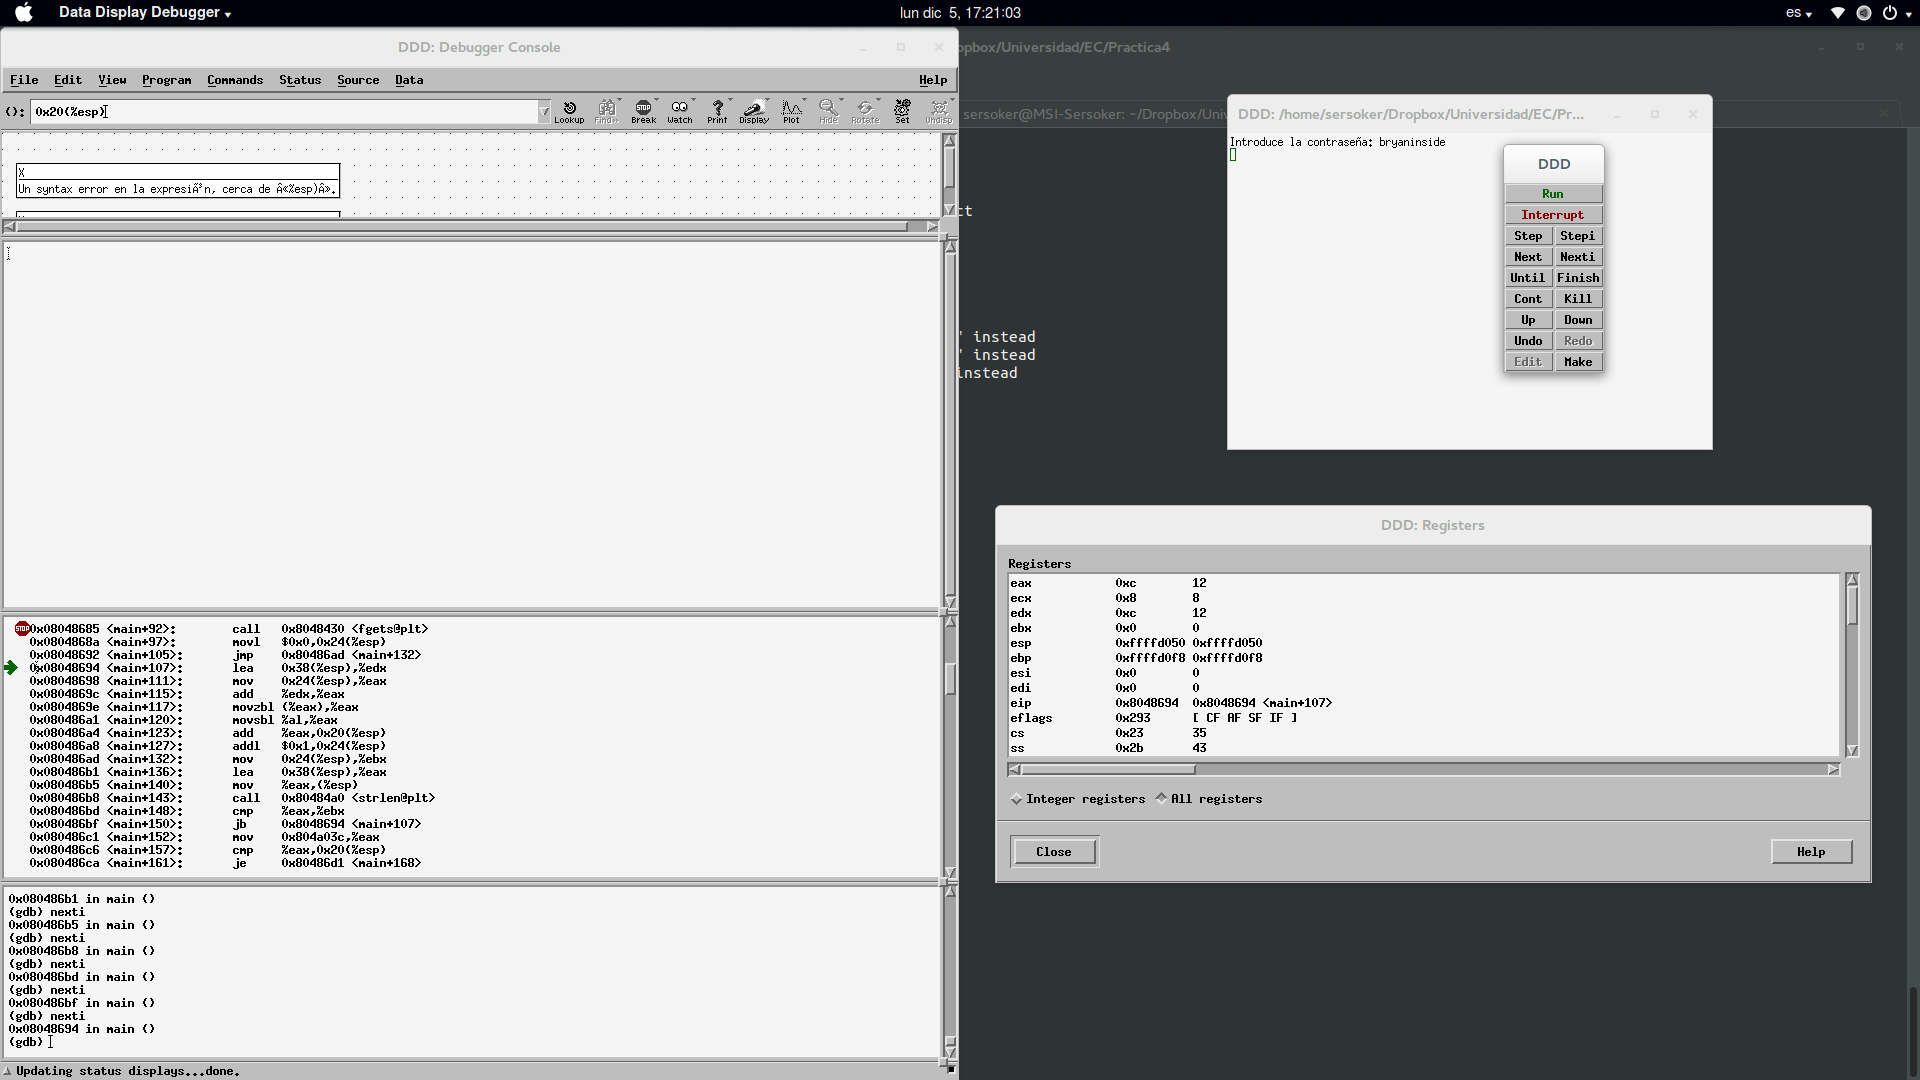 Data Display Debugger
lun dic  5, 17:21:03
es
DDD: Debugger Console
File Edit View Program Commands Status Source Data Help
(): 0x20(%esp)
Lookup Find» Break Watch Print Display Plot Hide Rotate Set Undisp
X
Un syntax error en la expresiÃ³n, cerca de Â«%esp)Â».
0x08048685 <main+92>: call 0x8048430 <fgets@plt>
0x0804868a <main+97>: movl $0x0,0x24(%esp)
0x08048692 <main+105>: jmp 0x80486ad <main+132>
0x08048694 <main+107>: lea 0x38(%esp),%edx
0x08048698 <main+111>: mov 0x24(%esp),%eax
0x0804869c <main+115>: add %edx,%eax
0x0804869e <main+117>: movzbl (%eax),%eax
0x080486a1 <main+120>: movsbl %al,%eax
0x080486a4 <main+123>: add %eax,0x20(%esp)
0x080486a8 <main+127>: addl $0x1,0x24(%esp)
0x080486ad <main+132>: mov 0x24(%esp),%ebx
0x080486b1 <main+136>: lea 0x38(%esp),%eax
0x080486b5 <main+140>: mov %eax,(%esp)
0x080486b8 <main+143>: call 0x80484a0 <strlen@plt>
0x080486bd <main+148>: cmp %eax,%ebx
0x080486bf <main+150>: jb 0x8048694 <main+107>
0x080486c1 <main+152>: mov 0x804a03c,%eax
0x080486c6 <main+157>: cmp %eax,0x20(%esp)
0x080486ca <main+161>: je 0x80486d1 <main+168>
0x080486b1 in main ()
(gdb) nexti
0x080486b5 in main ()
(gdb) nexti
0x080486b8 in main ()
(gdb) nexti
0x080486bd in main ()
(gdb) nexti
0x080486bf in main ()
(gdb) nexti
0x08048694 in main ()
(gdb)
Updating status displays...done.
opbox/Universidad/EC/Practica4
sersoker@MSI-Sersoker: ~/Dropbox/Uni
ct
' instead
' instead
instead
DDD: /home/sersoker/Dropbox/Universidad/EC/Pr...
Introduce la contraseña: bryaninside
DDD
Run
Interrupt
Step Stepi
Next Nexti
Until Finish
Cont Kill
Up Down
Undo Redo
Edit Make
DDD: Registers
Registers
eax 0xc 12
ecx 0x8 8
edx 0xc 12
ebx 0x0 0
esp 0xffffd050 0xffffd050
ebp 0xffffd0f8 0xffffd0f8
esi 0x0 0
edi 0x0 0
eip 0x8048694 0x8048694 <main+107>
eflags 0x293 [ CF AF SF IF ]
cs 0x23 35
ss 0x2b 43
Integer registers All registers
Close Help